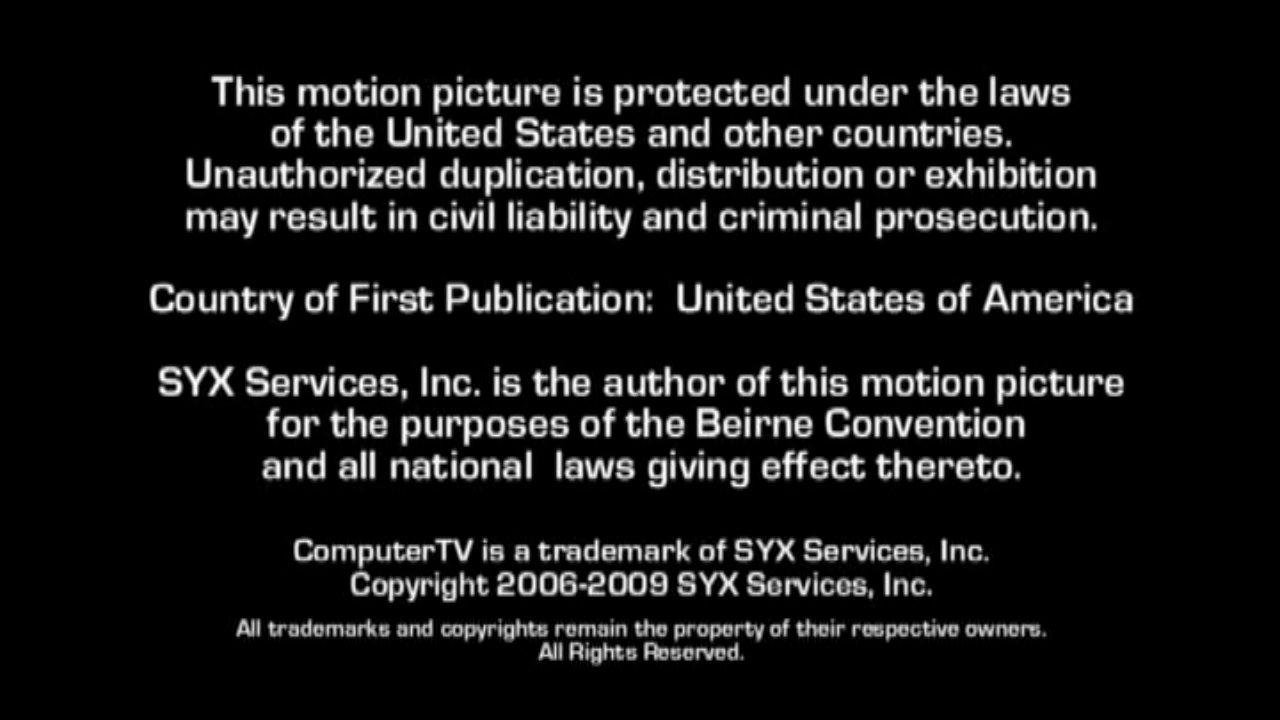 This motion picture is protected under the laws
of the United States and other countries.
Unauthorized duplication, distribution or exhibition
may result in civil liability and criminal prosecution.
Country of First Publication:  United States of America
SYX Services, Inc. is the author of this motion picture
for the purposes of the Beirne Convention
and all national  laws giving effect thereto.
ComputerTV is a trademark of SYX Services, Inc.
Copyright 2006-2009 SYX Services, Inc.
All trademarks and copyrights remain the property of their respective owners.
All Rights Reserved.